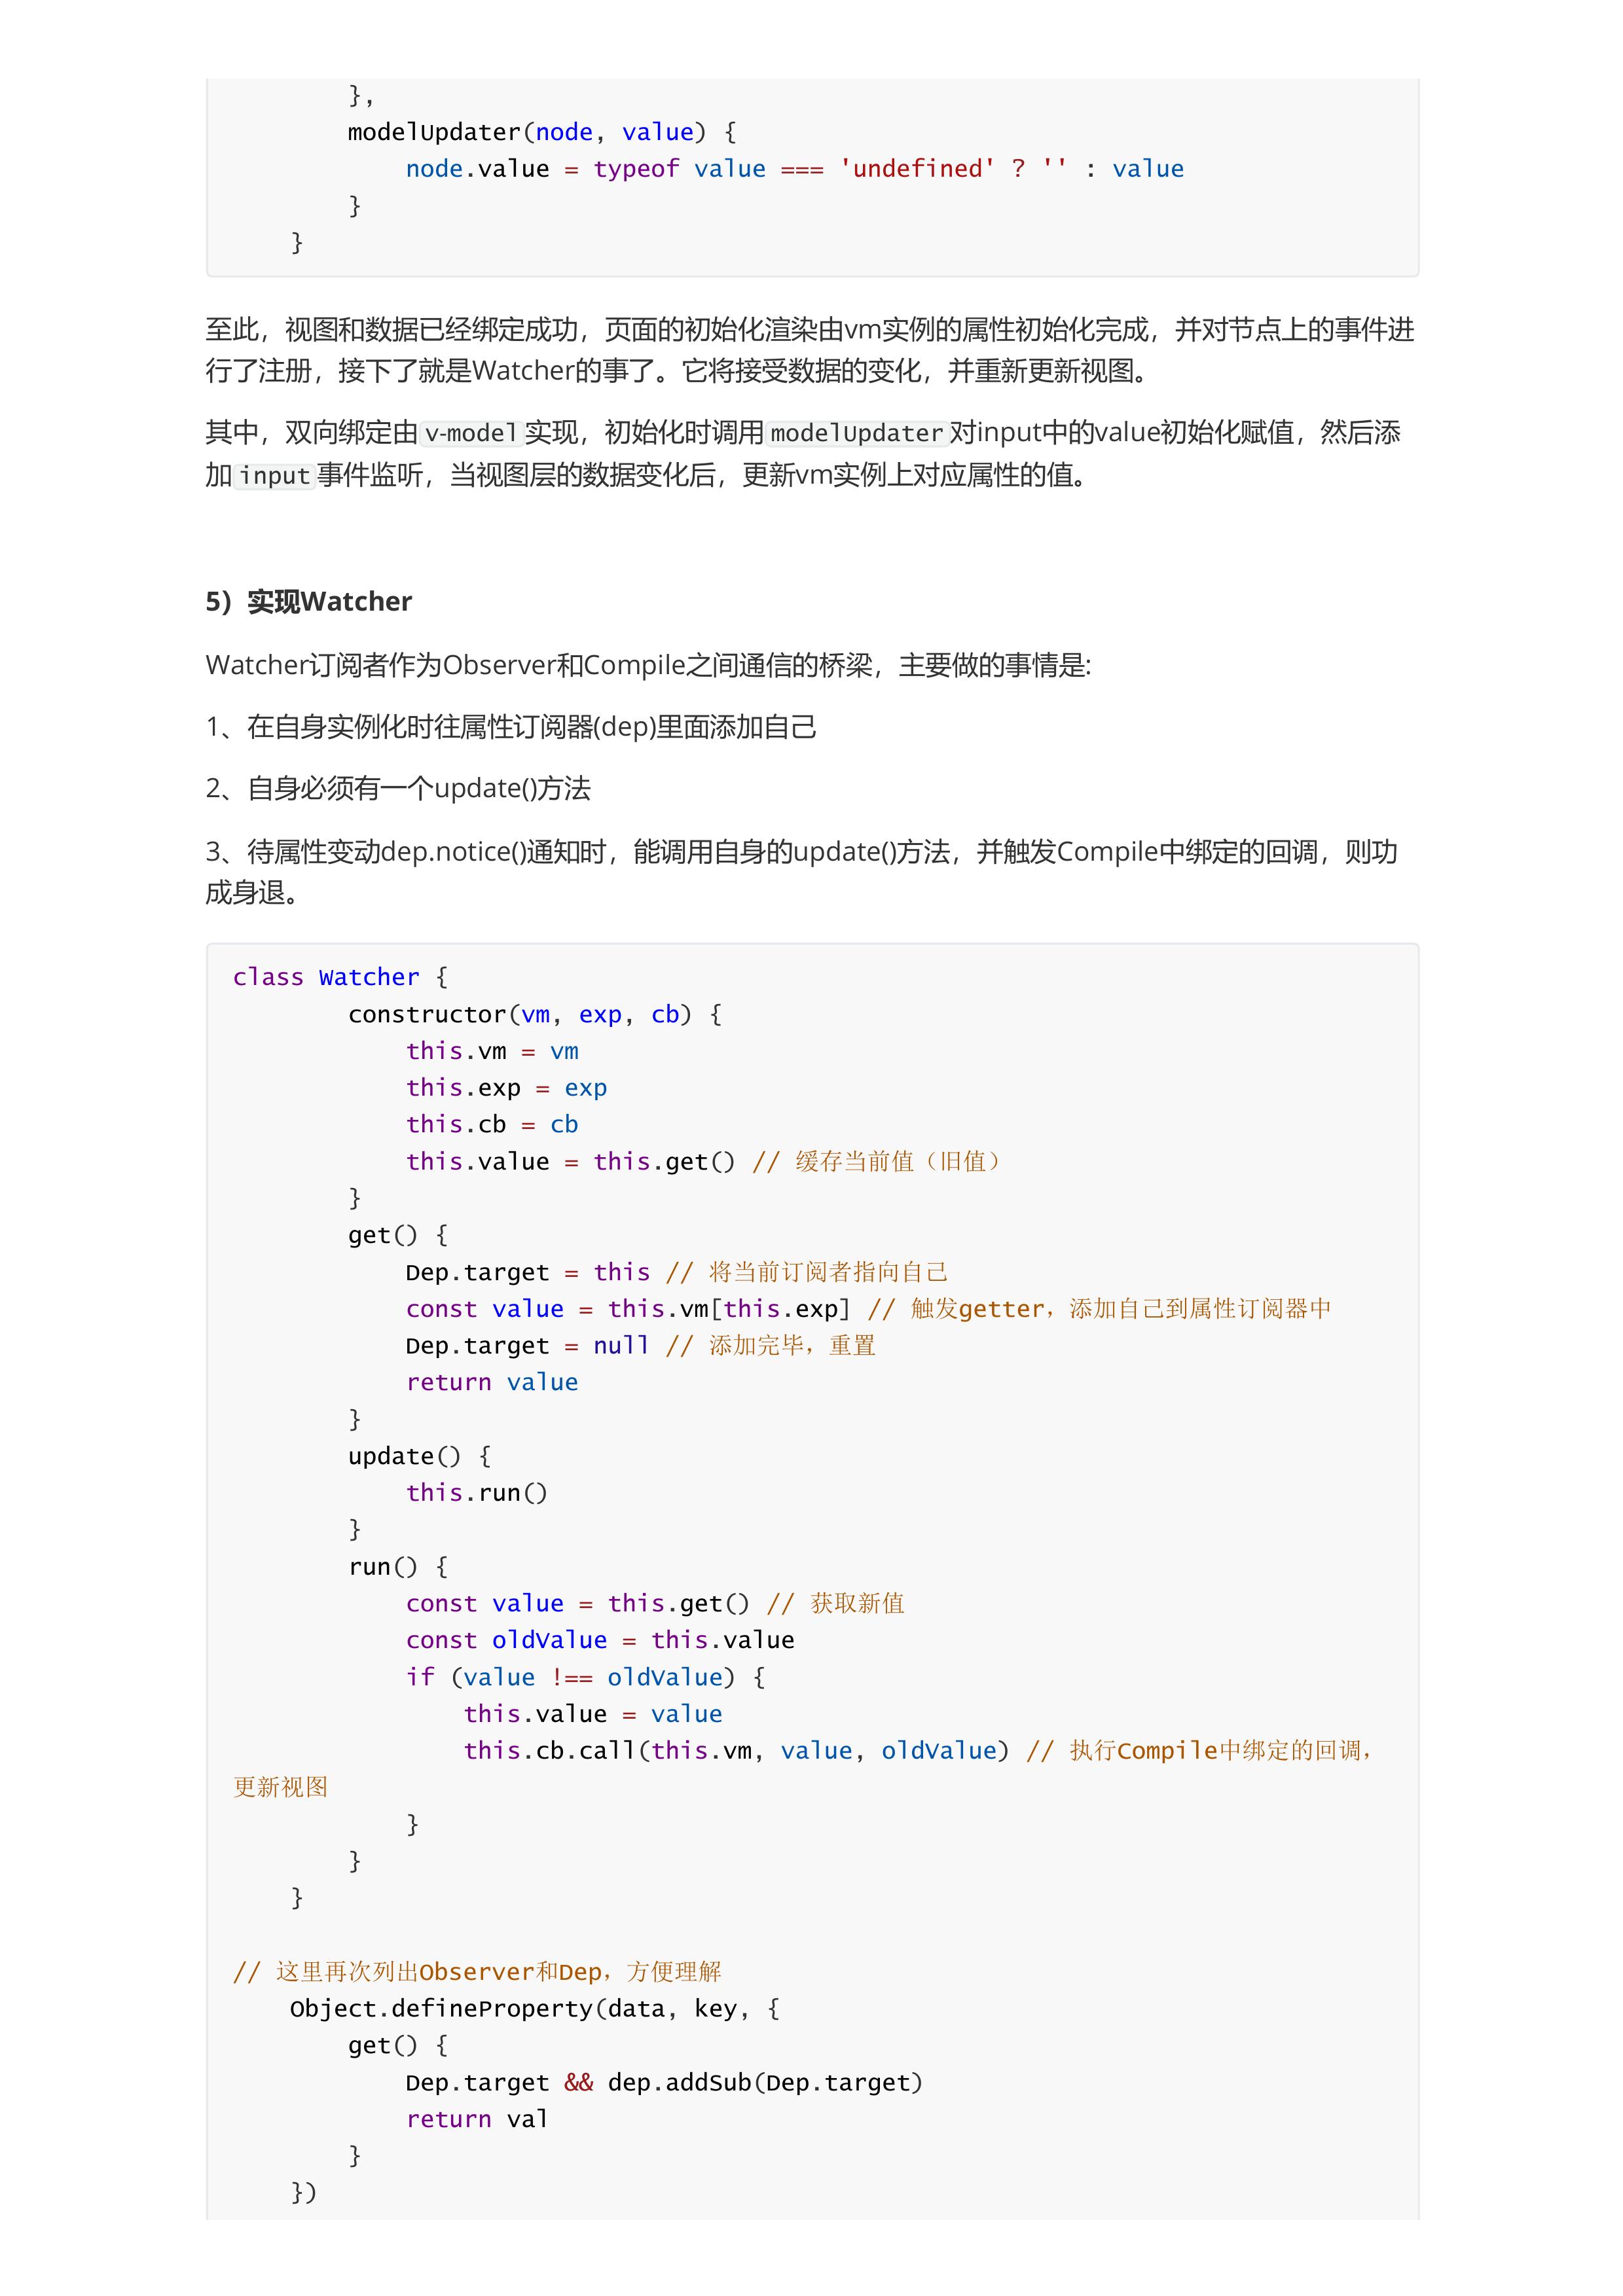 },
        modelUpdater(node, value) {
            node.value = typeof value === 'undefined' ? '' : value
        }
    }
至此，视图和数据已经绑定成功，页面的初始化渲染由vm实例的属性初始化完成，并对节点上的事件进
行了注册，接下了就是Watcher的事了。它将接受数据的变化，并重新更新视图。
其中，双向绑定由v-model实现，初始化时调用modelUpdater对input中的value初始化赋值，然后添
加input事件监听，当视图层的数据变化后，更新vm实例上对应属性的值。
5）实现Watcher
Watcher订阅者作为Observer和Compile之间通信的桥梁，主要做的事情是:
1、在自身实例化时往属性订阅器(dep)里面添加自己
2、自身必须有一个update()方法
3、待属性变动dep.notice()通知时，能调用自身的update()方法，并触发Compile中绑定的回调，则功
成身退。
class Watcher {
        constructor(vm, exp, cb) {
            this.vm = vm
            this.exp = exp
            this.cb = cb
            this.value = this.get() // 缓存当前值（旧值）
        }
        get() {
            Dep.target = this // 将当前订阅者指向自己
            const value = this.vm[this.exp] // 触发getter，添加自己到属性订阅器中
            Dep.target = null // 添加完毕，重置
            return value
        }
        update() {
            this.run()
        }
        run() {
            const value = this.get() // 获取新值
            const oldValue = this.value
            if (value !== oldValue) {
                this.value = value
                this.cb.call(this.vm, value, oldValue) // 执行Compile中绑定的回调，
更新视图
            }
        }
    }
// 这里再次列出Observer和Dep，方便理解
    Object.defineProperty(data, key, {
        get() {
            Dep.target && dep.addSub(Dep.target)
            return val
        }
    })